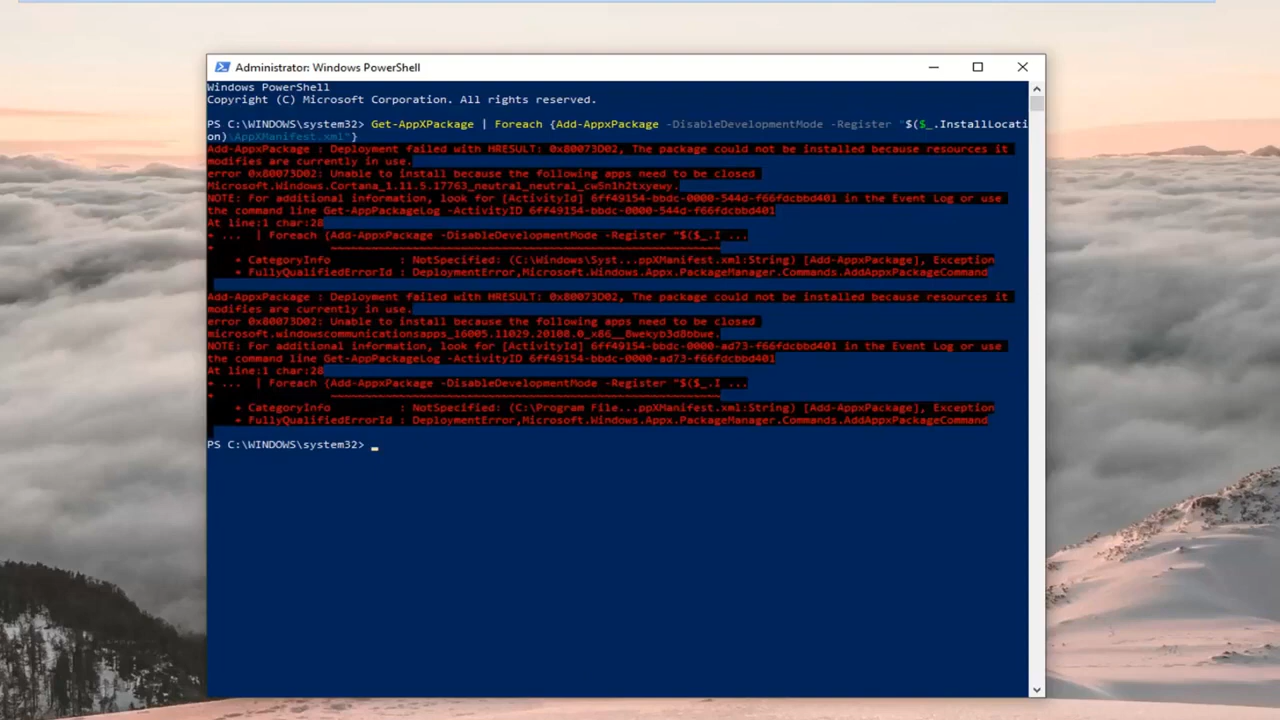 Administrator: Windows PowerShell
Windows PowerShell
Copyright (C) Microsoft Corporation. All rights reserved.
PS C:\WINDOWS\system32> Get-AppXPackage | Foreach {Add-AppxPackage -DisableDevelopmentMode -Register "$($_.InstallLocati
on)\AppXManifest.xml"}
Add-AppxPackage : Deployment failed with HRESULT: 0x80073D02, The package could not be installed because resources it
modifies are currently in use.
error 0x80073D02: Unable to install because the following apps need to be closed
Microsoft.Windows.Cortana_1.11.5.17763_neutral_neutral_cw5n1h2txyewy.
NOTE: For additional information, look for [ActivityId] 6ff49154-bbdc-0000-544d-f66fdcbbd401 in the Event Log or use
the command line Get-AppPackageLog -ActivityID 6ff49154-bbdc-0000-544d-f66fdcbbd401
At line:1 char:28
+ ... | Foreach {Add-AppxPackage -DisableDevelopmentMode -Register "$($_.I ...
+ ~~~~~~~~~~~~~~~~~~~~~~~~~~~~~~~~~~~~~~~~~~~~~~~~~~~~~~~~~
+ CategoryInfo : NotSpecified: (C:\Windows\Syst...ppXManifest.xml:String) [Add-AppxPackage], Exception
+ FullyQualifiedErrorId : DeploymentError,Microsoft.Windows.Appx.PackageManager.Commands.AddAppxPackageCommand
Add-AppxPackage : Deployment failed with HRESULT: 0x80073D02, The package could not be installed because resources it
modifies are currently in use.
error 0x80073D02: Unable to install because the following apps need to be closed
microsoft.windowscommunicationsapps_16005.11029.20108.0_x86__8wekyb3d8bbwe.
NOTE: For additional information, look for [ActivityId] 6ff49154-bbdc-0000-ad73-f66fdcbbd401 in the Event Log or use
the command line Get-AppPackageLog -ActivityID 6ff49154-bbdc-0000-ad73-f66fdcbbd401
At line:1 char:28
+ ... | Foreach {Add-AppxPackage -DisableDevelopmentMode -Register "$($_.I ...
+ ~~~~~~~~~~~~~~~~~~~~~~~~~~~~~~~~~~~~~~~~~~~~~~~~~~~~~~~~~
+ CategoryInfo : NotSpecified: (C:\Program File...ppXManifest.xml:String) [Add-AppxPackage], Exception
+ FullyQualifiedErrorId : DeploymentError,Microsoft.Windows.Appx.PackageManager.Commands.AddAppxPackageCommand
PS C:\WINDOWS\system32> _